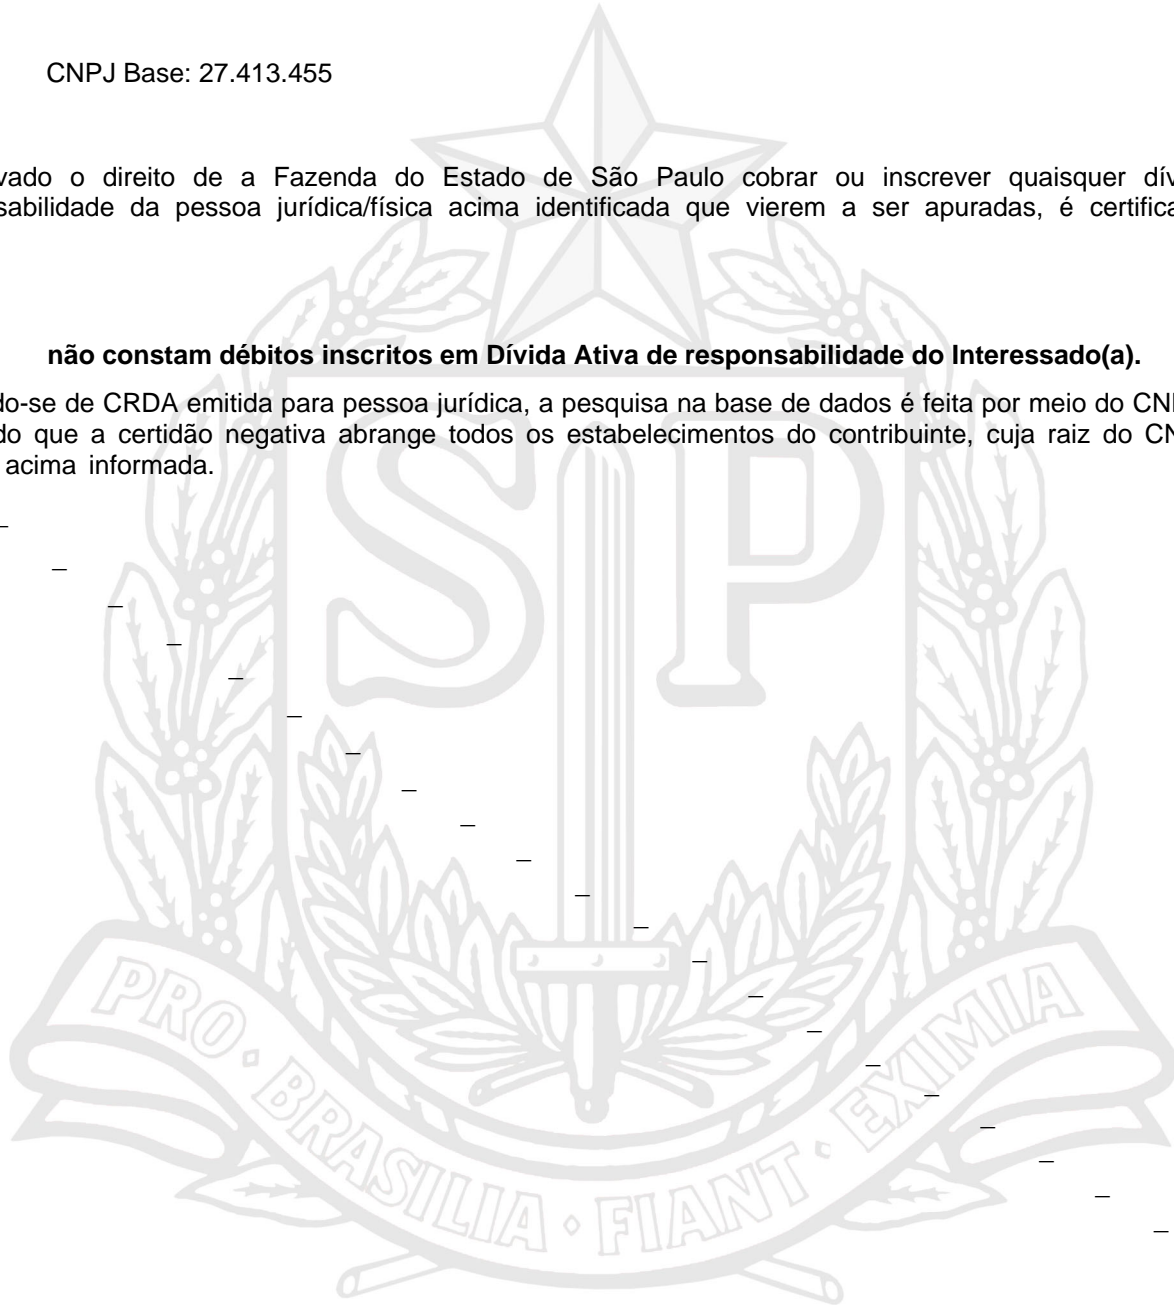 CNPJ Base: 27.413.455
vado o direito de a Fazenda do Estado de São Paulo cobrar ou inscrever quaisquer dív
sabilidade da pessoa jurídica/física acima identificada que vierem a ser apuradas, é certifica
não constam débitos inscritos em Dívida Ativa de responsabilidade do Interessado(a).
do-se de CRDA emitida para pessoa jurídica, a pesquisa na base de dados é feita por meio do CN
do que a certidão negativa abrange todos os estabelecimentos do contribuinte, cuja raiz do CN
acima informada.
SP
PRO • BRASILIA • FIANT • EXIMIA